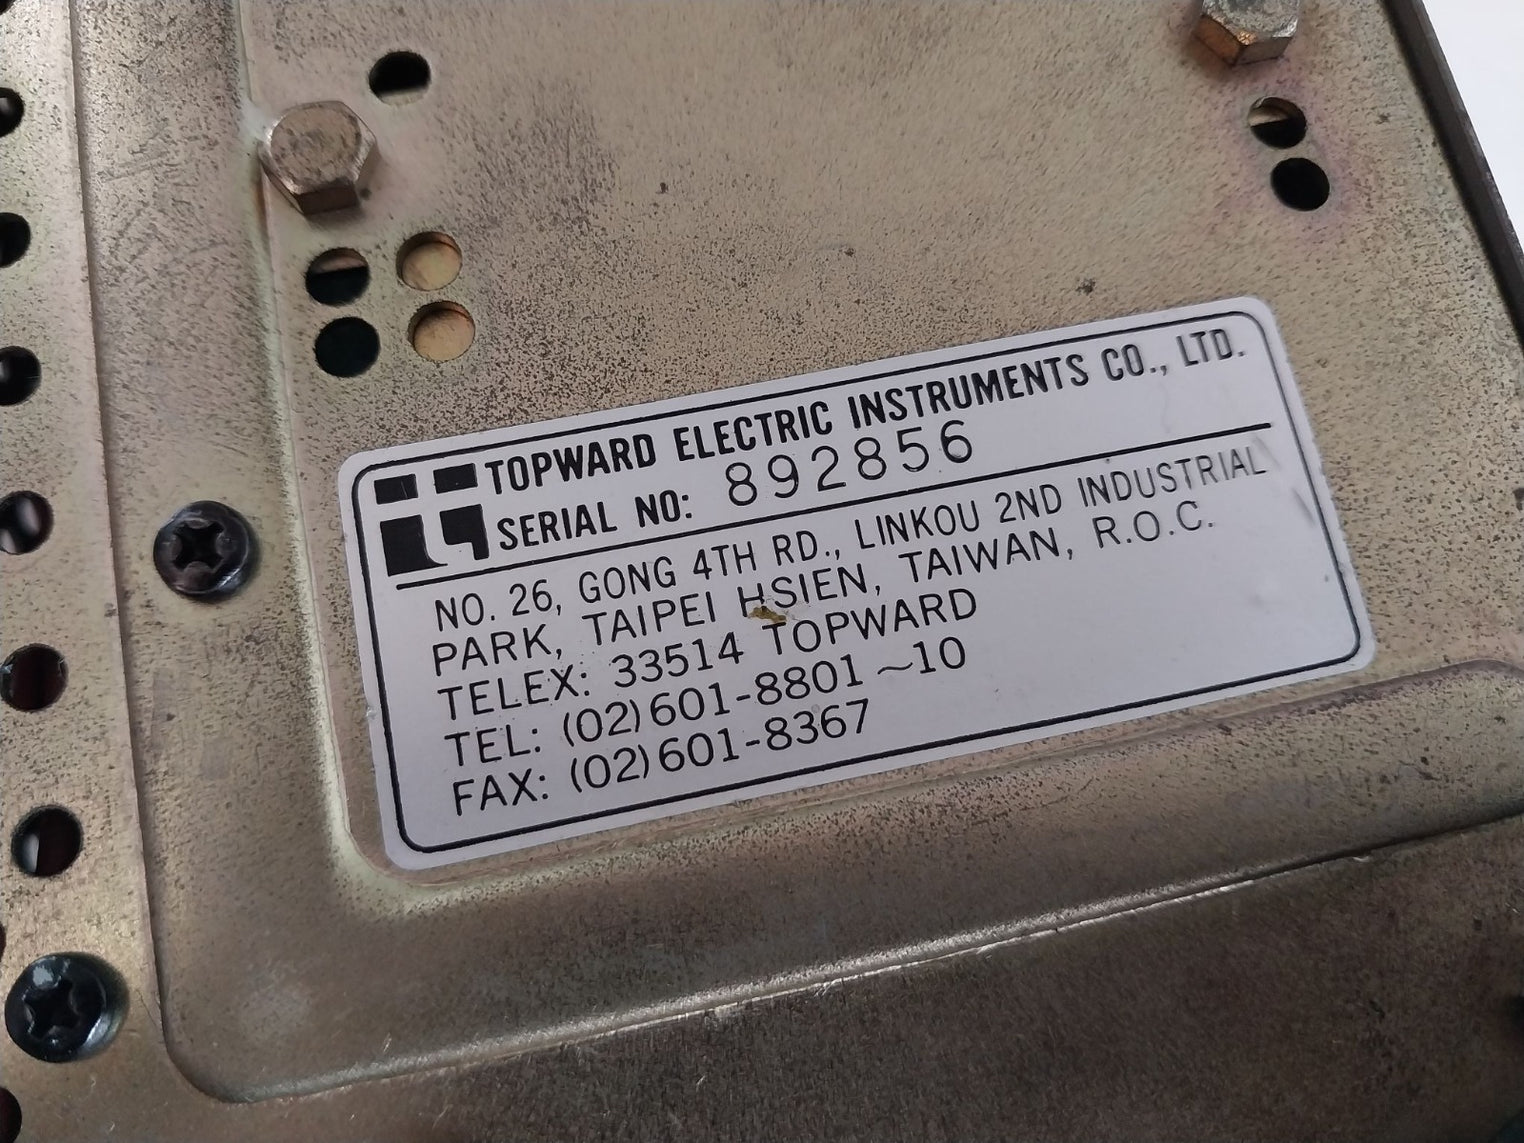 TOPWARD ELECTRIC INSTRUMENTS CO., LTD.
SERIAL NO: 892856
NO. 26, GONG 4TH RD., LINKOU 2ND INDUSTRIAL
PARK, TAIPEI HSIEN, TAIWAN, R.O.C.
TELEX: 33514 TOPWARD
TEL: (02)601-8801~10
FAX: (02)601-8367